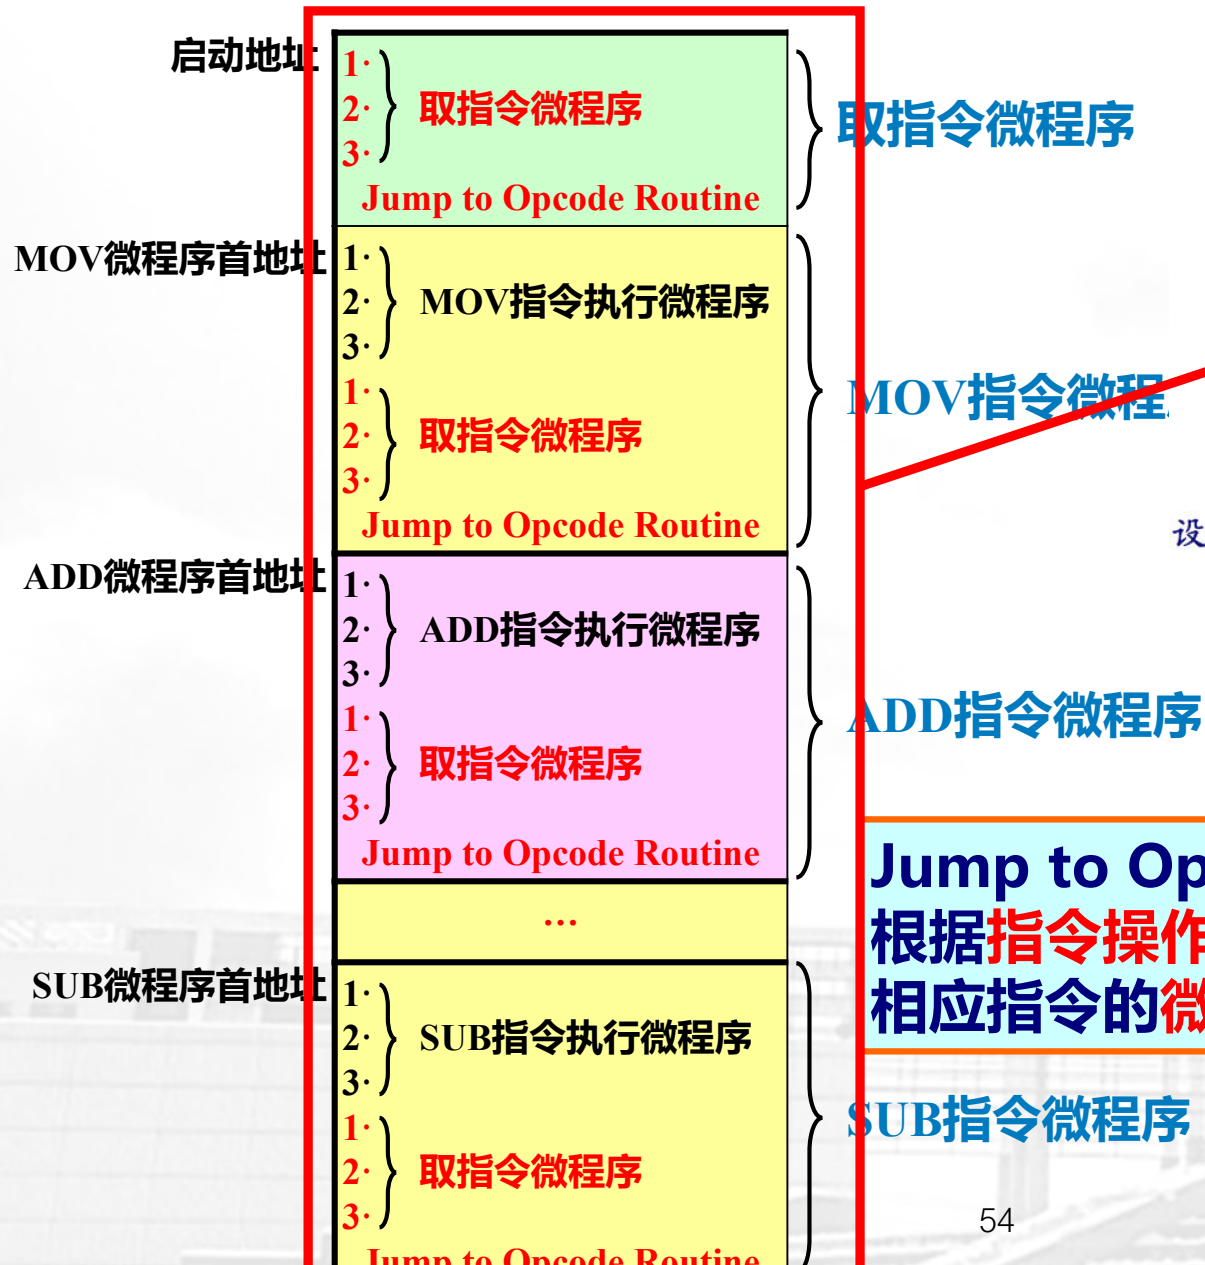 启动地址
1·
2·
3·
取指令微程序
Jump to Opcode Routine
取指令微程序
MOV微程序首地址
1·
2·
3·
MOV指令执行微程序
1·
2·
3·
取指令微程序
Jump to Opcode Routine
MOV指令微程
设
ADD微程序首地址
1·
2·
3·
ADD指令执行微程序
1·
2·
3·
取指令微程序
Jump to Opcode Routine
ADD指令微程序
…
Jump to Op
根据指令操作
相应指令的微
SUB微程序首地址
1·
2·
3·
SUB指令执行微程序
1·
2·
3·
取指令微程序
Jump to Opcode Routine
SUB指令微程序
54